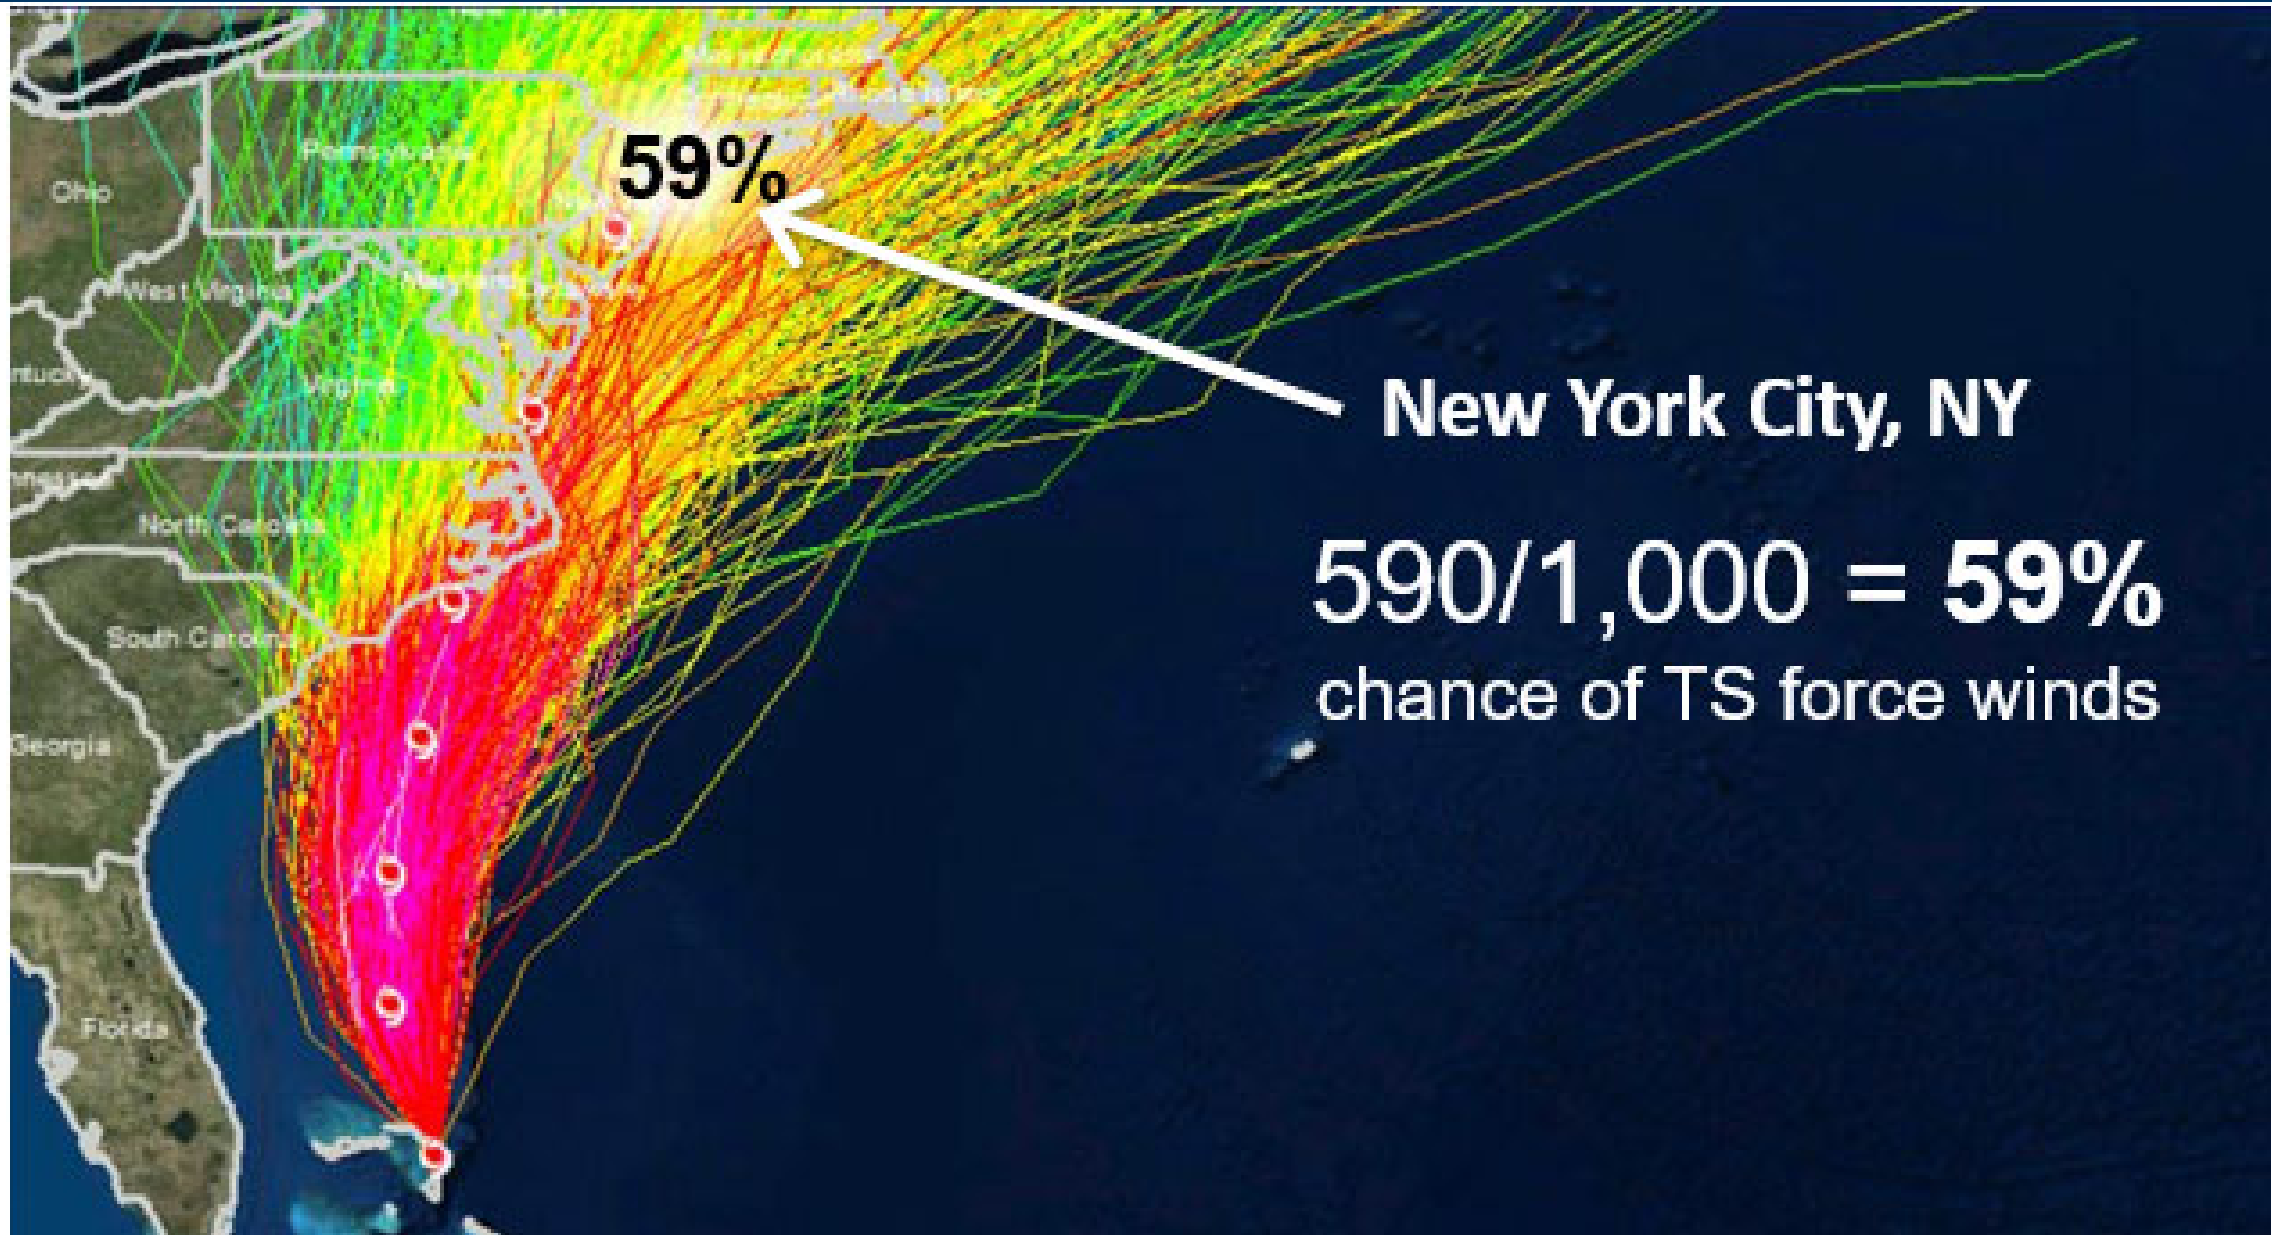 59%
Pennsylvania
Ohio
West Virginia
Maryland
Virginia
New York City, NY
North Carolina
590/1,000 = 59%
South Carolina
chance of TS force winds
Georgia
Florida